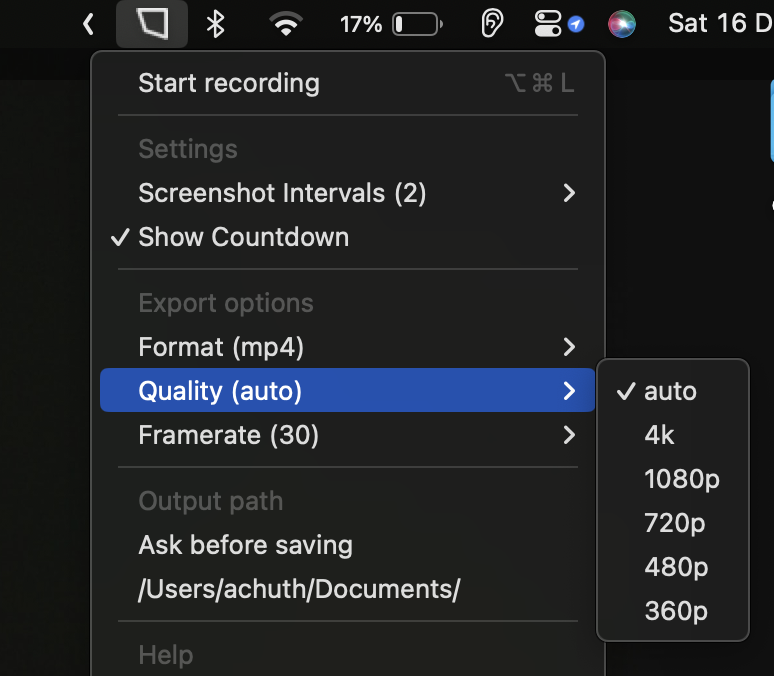 17%
Sat 16 D
Start recording ⌥⌘L
Settings
Screenshot Intervals (2)
Show Countdown
Export options
Format (mp4)
Quality (auto)
Framerate (30)
auto
4k
1080p
720p
480p
360p
Output path
Ask before saving
/Users/achuth/Documents/
Help